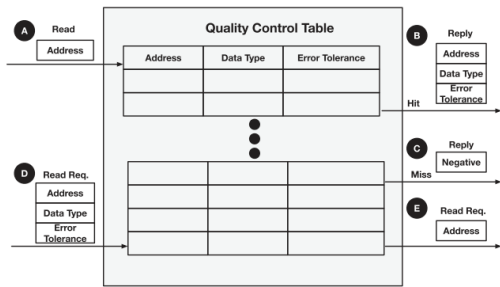 Quality Control Table
A
Read
Address
Address Data Type Error Tolerance
B
Reply
Address
Data Type
Error
Tolerance
Hit
C
Reply
Negative
Miss
D
Read Req.
Address
Data Type
Error
Tolerance
E
Read Req.
Address